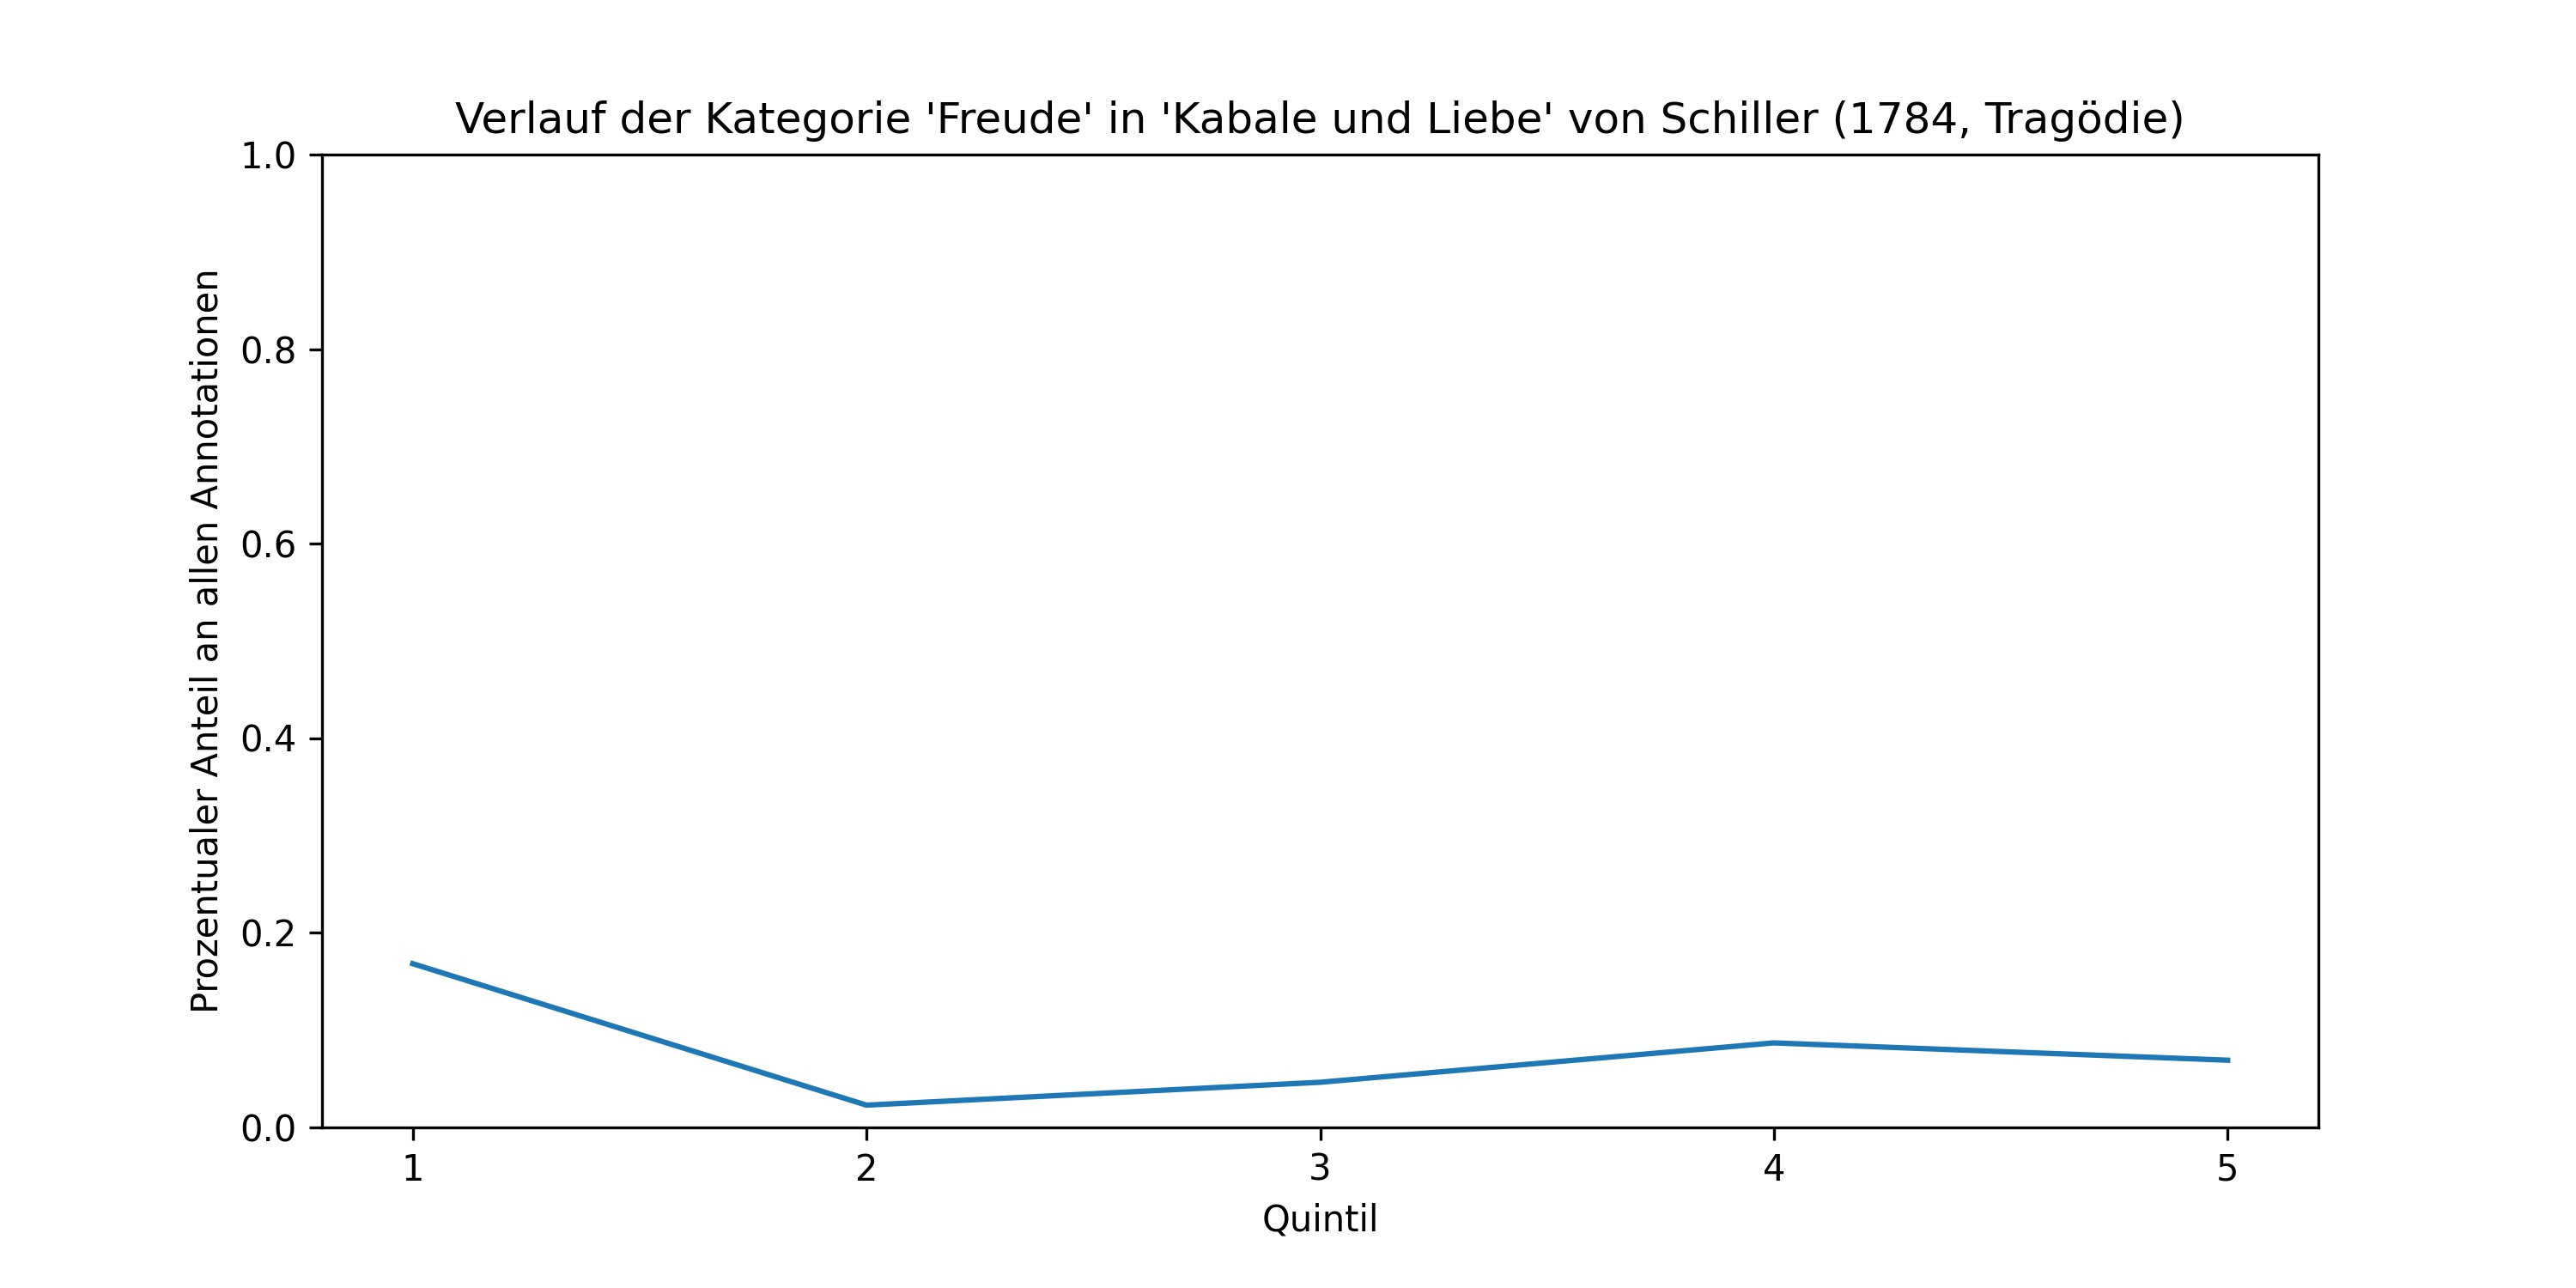 Verlauf der Kategorie 'Freude' in 'Kabale und Liebe' von Schiller (1784, Tragödie)
Prozentualer Anteil an allen Annotationen
1.0
0.8
0.6
0.4
0.2
0.0
1 2 3 4 5
Quintil